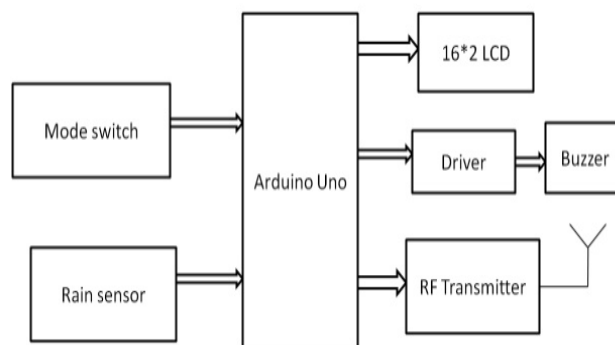 16*2 LCD
Mode switch
Arduino Uno
Driver
Buzzer
Rain sensor
RF Transmitter